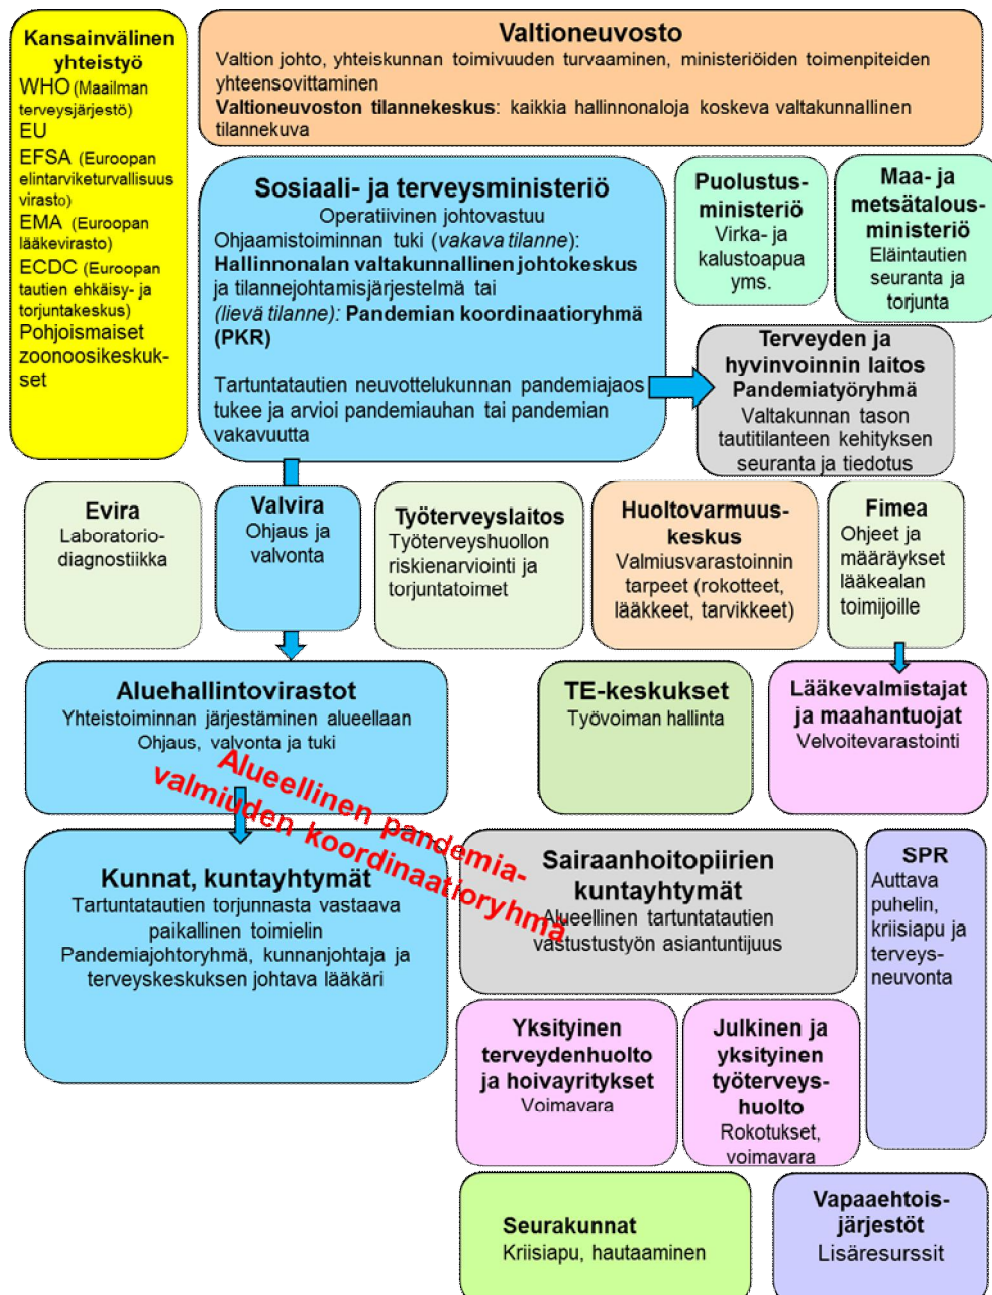 Kansainvälinen
yhteistyö
WHO (Maailman
terveysjärjestö)
EU
EFSA (Euroopan
elintarviketurvallisuus
virasto)
EMA (Euroopan
lääkevirasto)
ECDC (Euroopan
tautien ehkäisy- ja
torjuntakeskus)
Pohjoismaiset
zoonoosikeskuk-
set
Valtioneuvosto
Valtion johto, yhteiskunnan toimivuuden turvaaminen, ministeriöiden toimenpiteiden
yhteensovittaminen
Valtioneuvoston tilannekeskus: kaikkia hallinnonaloja koskeva valtakunnallinen
tilannekuva
Sosiaali- ja terveysministeriö
Operatiivinen johtovastuu
Ohjaamistoiminnan tuki (vakava tilanne):
Hallinnonalan valtakunnallinen johtokeskus
ja tilannejohtamisjärjestelmä tai
(lievä tilanne): Pandemian koordinaatioryhmä
(PKR)
Tartuntatautien neuvottelukunnan pandemiajaos
tukee ja arvioi pandemiauhan tai pandemian
vakavuutta
Puolustus-
ministeriö
Virka- ja
kalustoapua
yms.
Maa- ja
metsätalous-
ministeriö
Eläintautien
seuranta ja
torjunta
Terveyden ja
hyvinvoinnin laitos
Pandemiatyöryhmä
Valtakunnan tason
tautitilanteen kehityksen
seuranta ja tiedotus
Evira
Laboratorio-
diagnostiikka
Valvira
Ohjaus ja
valvonta
Työterveyslaitos
Työterveyshuollon
riskienarviointi ja
torjuntatoimet
Huoltovarmuus-
keskus
Valmiusvarastoinnin
tarpeet (rokotteet,
lääkkeet, tarvikkeet)
Fimea
Ohjeet ja
määräykset
lääkealan
toimijoille
Aluehallintovirastot
Yhteistoiminnan järjestäminen alueellaan
Ohjaus, valvonta ja tuki
TE-keskukset
Työvoiman hallinta
Lääkevalmistajat
ja maahantuojat
Velvoitevarastointi
Alueellinen pandemia-
valmiuden koordinaatioryhmä
Kunnat, kuntayhtymät
Tartuntatautien torjunnasta vastaava
paikallinen toimielin
Pandemiajohtoryhmä, kunnanjohtaja ja
terveyskeskuksen johtava lääkäri
Sairaanhoitopiirien
kuntayhtymät
Alueellinen tartuntatautien
vastustustyön asiantuntijuus
SPR
Auttava
puhelin,
kriisiapu ja
terveys-
neuvonta
Yksityinen
terveydenhuolto
ja hoivayritykset
Voimavara
Julkinen ja
yksityinen
työterveys-
huolto
Rokotukset,
voimavara
Seurakunnat
Kriisiapu, hautaaminen
Vapaaehtois-
järjestöt
Lisäresurssit